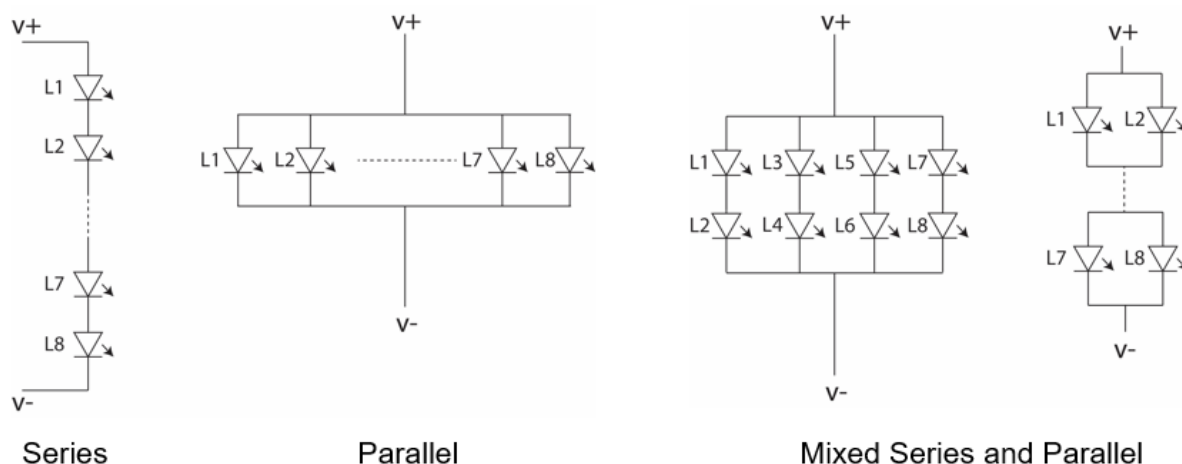 V+
L1
L2
L7
L8
V-
Series
V+
L1 L2 L7 L8
V-
Parallel
V+
L1 L3 L5 L7
L2 L4 L6 L8
V-
V+
L1 L2
L7 L8
V-
Mixed Series and Parallel